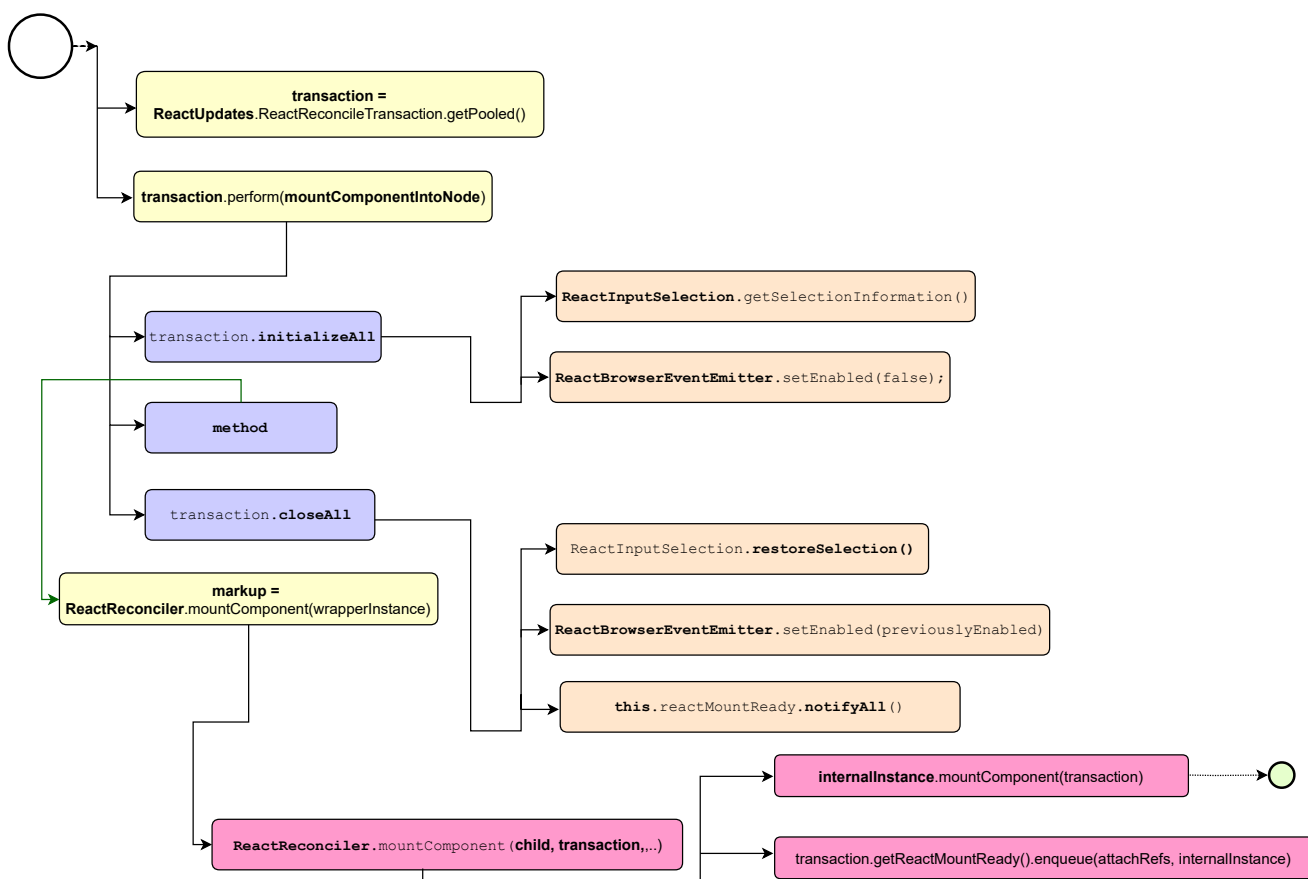 transaction =
ReactUpdates.ReactReconcileTransaction.getPooled()
transaction.perform(mountComponentIntoNode)
ReactInputSelection.getSelectionInformation()
transaction.initializeAll
ReactBrowserEventEmitter.setEnabled(false);
method
transaction.closeAll
ReactInputSelection.restoreSelection()
markup =
ReactReconciler.mountComponent(wrapperInstance)
ReactBrowserEventEmitter.setEnabled(previouslyEnabled)
this.reactMountReady.notifyAll()
internalInstance.mountComponent(transaction)
ReactReconciler.mountComponent(child, transaction,,..)
transaction.getReactMountReady().enqueue(attachRefs, internalInstance)